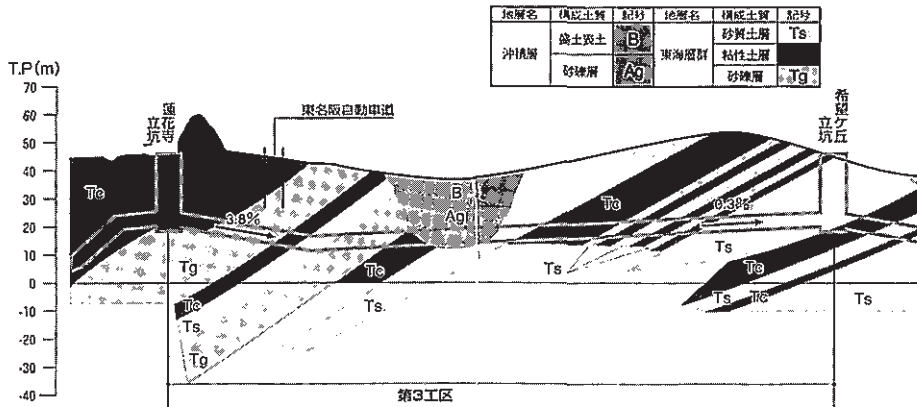 地層名 構成土質 記号 地層名 構成土質 記号
沖積層 盛土表土 B 東海層群 砂質土層 Ts
粘性土層
砂礫層 Ag 砂礫層 Tg
T.P(m)
70
60
50
40
30
20
10
0
-10
-20
-30
-40
蓮花寺立坑
東名阪自動車道
希望ケ丘立坑
Tc
3.8%
B
Ag
Tc
0.3%
Tg
Tc
Ts
Ts
Tc
Tc
Ts
Ts
Tc
Ts
Ts
Tg
第3工区